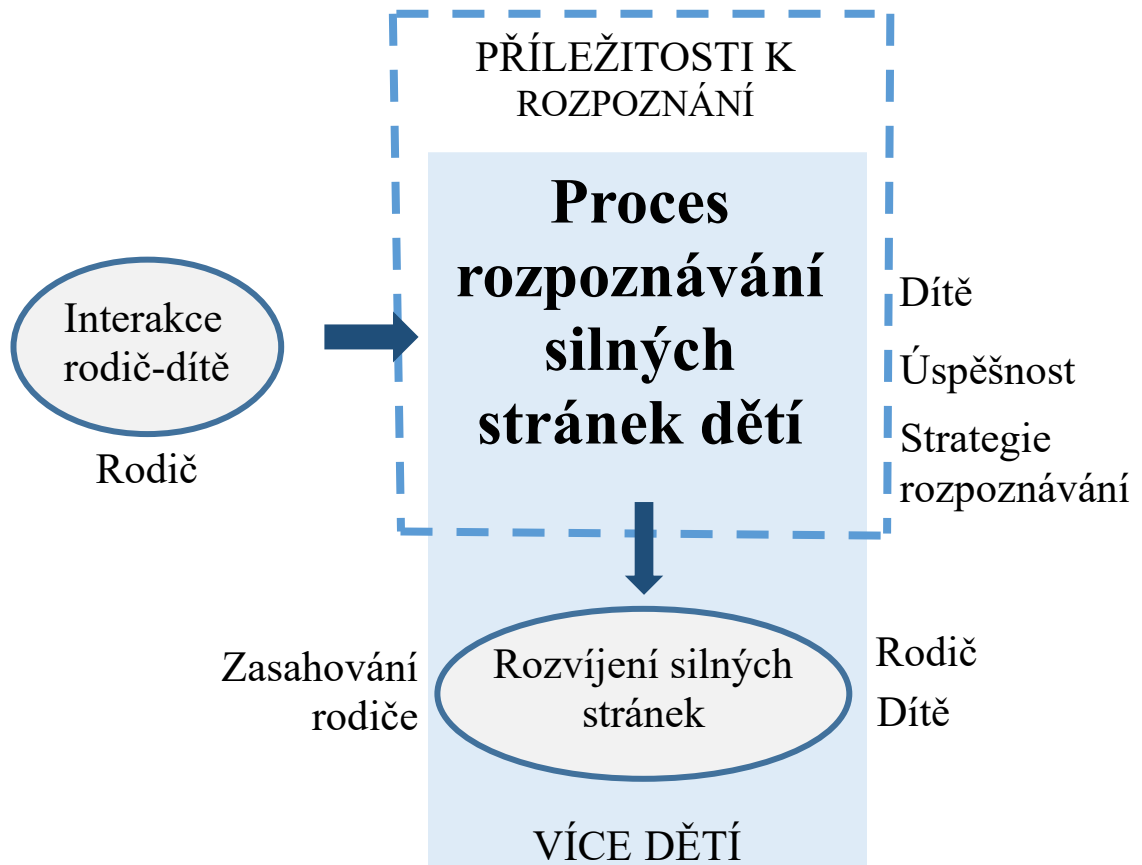 PŘÍLEŽITOSTI K
ROZPOZNÁNÍ
Proces
rozpoznávání
silných
stránek dětí
Interakce
rodič-dítě
Rodič
Dítě
Úspěšnost
Strategie
rozpoznávání
Zasahování
rodiče
Rozvíjení silných
stránek
Rodič
Dítě
VÍCE DĚTÍ